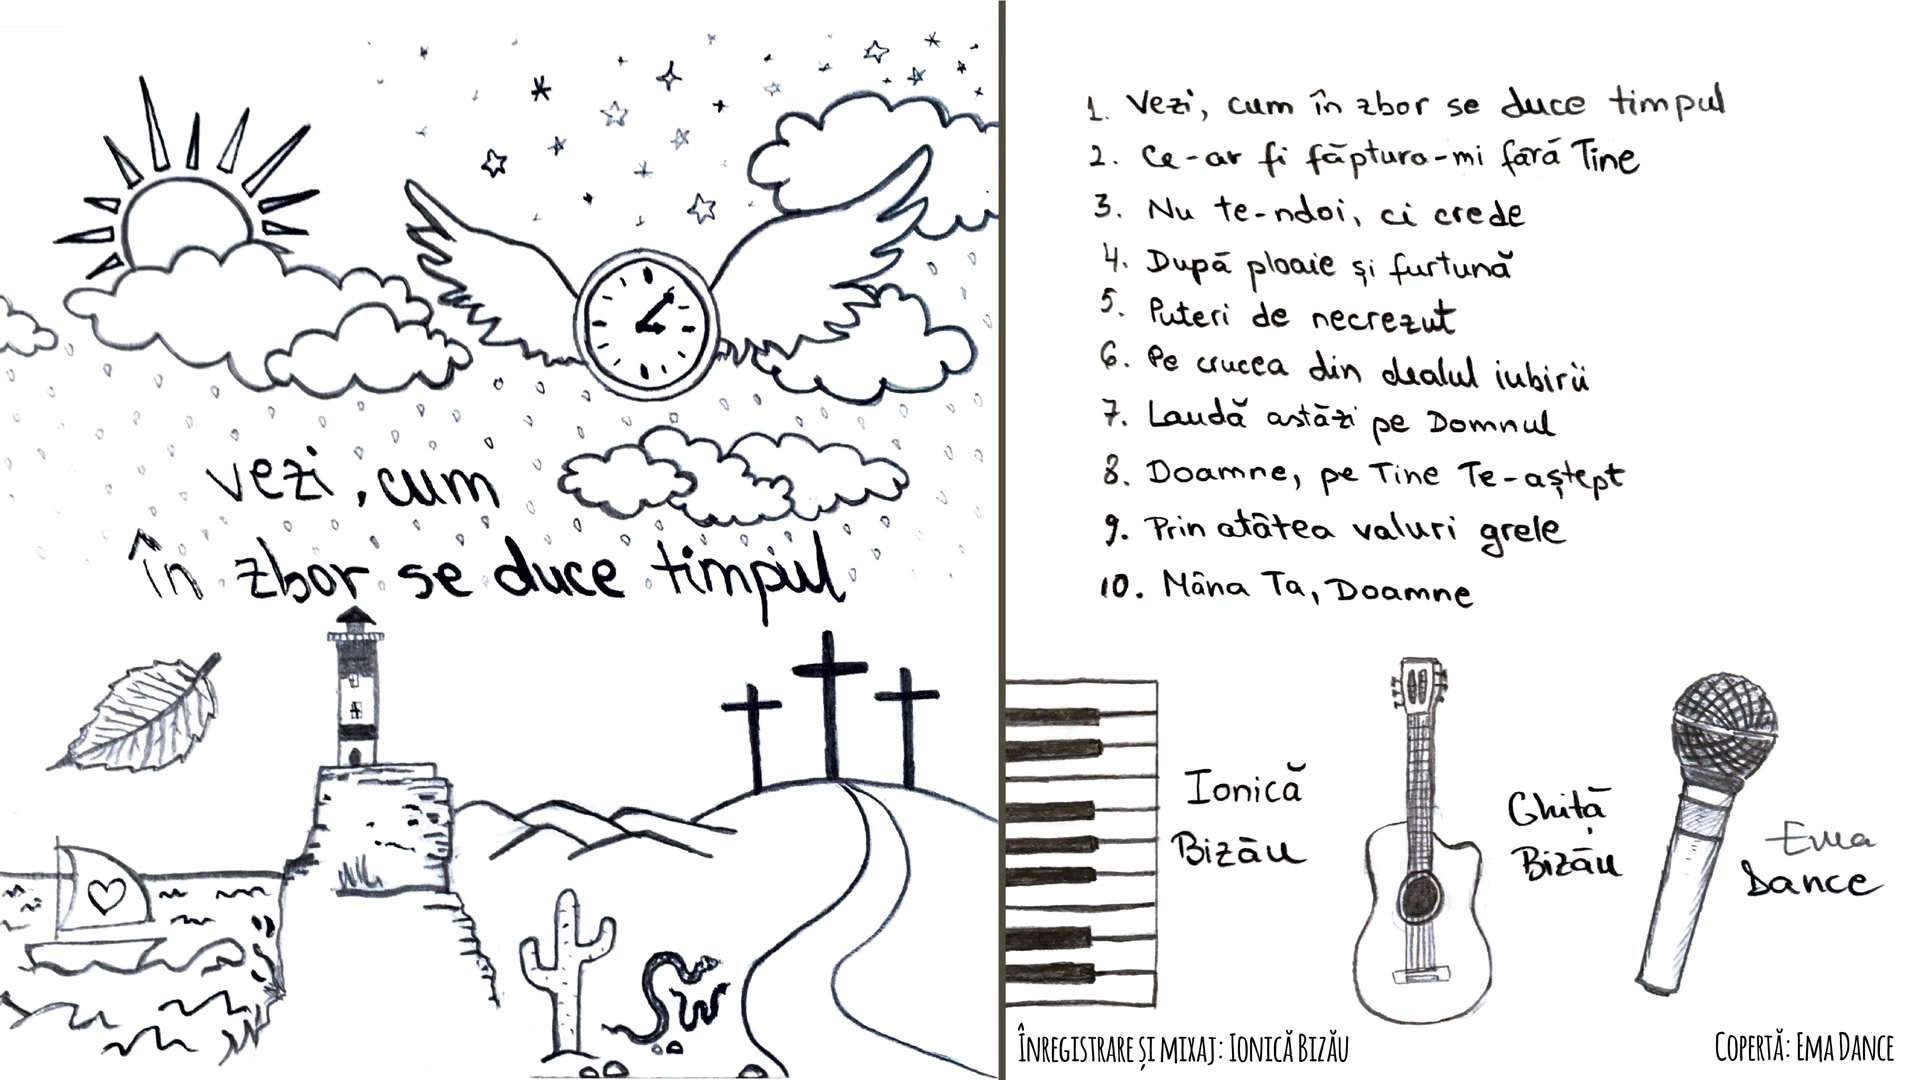 vezi, cum
în zbor se duce timpul
1. Vezi, cum în zbor se duce timpul
2. Ce-ar fi făptura-mi fără Tine
3. Nu te-ndoi, ci crede
4. După ploaie și furtună
5. Puteri de necrezut
6. Pe crucea din dealul iubirii
7. Laudă astăzi pe Domnul
8. Doamne, pe Tine Te-aștept
9. Prin atâtea valuri grele
10. Mâna Ta, Doamne
Ionică
Bizău
Ghiță
Bizău
Ema
Dance
Înregistrare și mixaj: Ionică Bizău
Copertă: Ema Dance